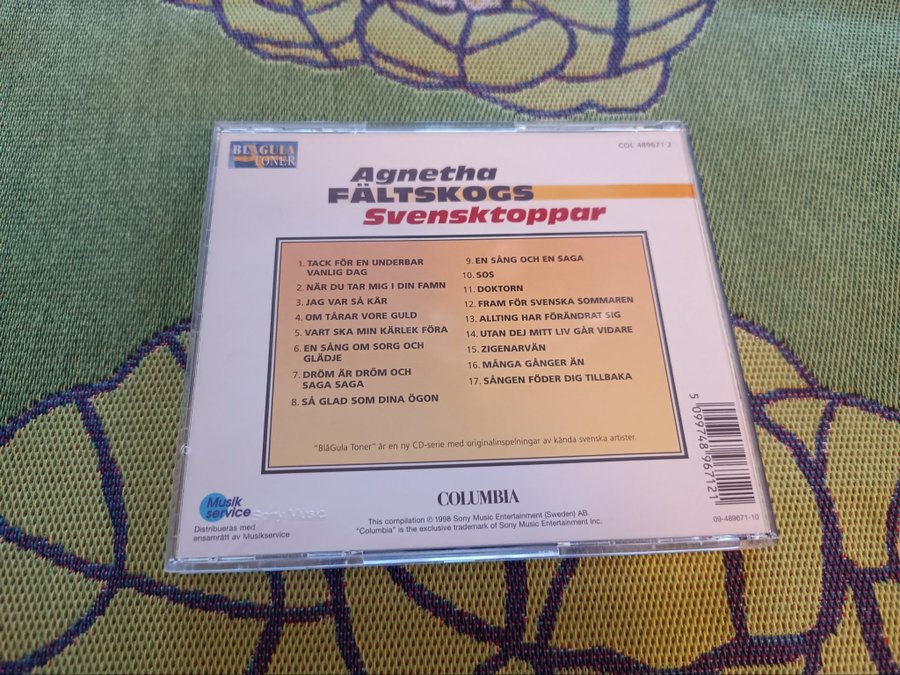 BLÅGULA
TONER
COL 489671 2
Agnetha
FÄLTSKOGS
Svensktoppar
1. TACK FÖR EN UNDERBAR
VANLIG DAG
2. NÄR DU TAR MIG I DIN FAMN
3. JAG VAR SÅ KÄR
4. OM TÅRAR VORE GULD
5. VART SKA MIN KÄRLEK FÖRA
6. EN SÅNG OM SORG OCH
GLÄDJE
7. DRÖM ÄR DRÖM OCH
SAGA SAGA
8. SÅ GLAD SOM DINA ÖGON
9. EN SÅNG OCH EN SAGA
10. SOS
11. DOKTORN
12. FRAM FÖR SVENSKA SOMMAREN
13. ALLTING HAR FÖRÄNDRAT SIG
14. UTAN DEJ MITT LIV GÅR VIDARE
15. ZIGENARVÄN
16. MÅNGA GÅNGER ÄN
17. SÅNGEN FÖDER DIG TILLBAKA
"BlåGula Toner" är en ny CD-serie med originalinspelningar av kända svenska artister.
5 099748 967121
Musik
service
Sony Music
Distribueras med
ensamrätt av Musikservice
COLUMBIA
This compilation ℗ 1998 Sony Music Entertainment (Sweden) AB.
"Columbia" is the exclusive trademark of Sony Music Entertainment Inc.
09-489671-10